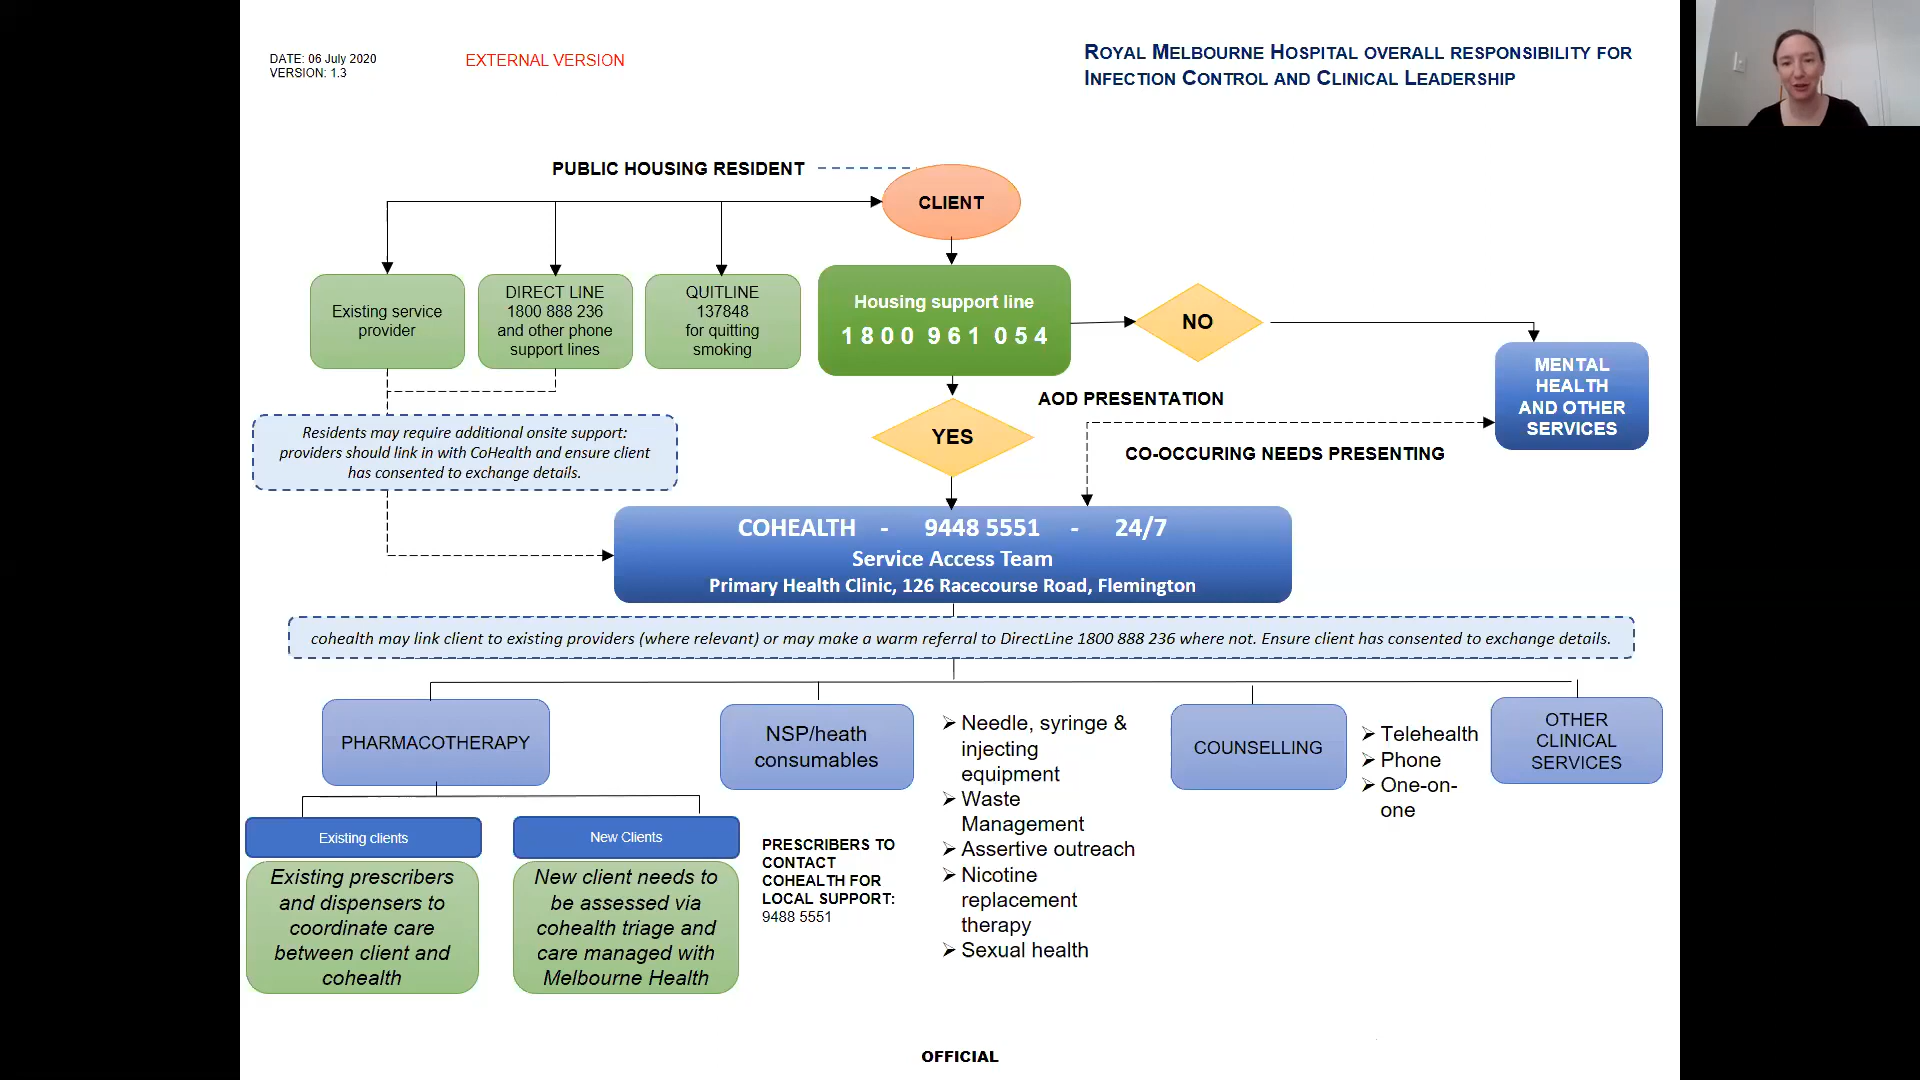 DATE: 06 July 2020
VERSION: 1.3
EXTERNAL VERSION
ROYAL MELBOURNE HOSPITAL OVERALL RESPONSIBILITY FOR
INFECTION CONTROL AND CLINICAL LEADERSHIP
PUBLIC HOUSING RESIDENT
CLIENT
Existing service
provider
DIRECT LINE
1800 888 236
and other phone
support lines
QUITLINE
137848
for quitting
smoking
Housing support line
1800 961 054
NO
MENTAL
HEALTH
AND OTHER
SERVICES
AOD PRESENTATION
YES
CO-OCCURING NEEDS PRESENTING
Residents may require additional onsite support:
providers should link in with CoHealth and ensure client
has consented to exchange details.
COHEALTH - 9448 5551 - 24/7
Service Access Team
Primary Health Clinic, 126 Racecourse Road, Flemington
cohealth may link client to existing providers (where relevant) or may make a warm referral to DirectLine 1800 888 236 where not. Ensure client has consented to exchange details.
PHARMACOTHERAPY
NSP/heath
consumables
➢ Needle, syringe &
injecting
equipment
➢ Waste
Management
➢ Assertive outreach
➢ Nicotine
replacement
therapy
➢ Sexual health
COUNSELLING
➢ Telehealth
➢ Phone
➢ One-on-
one
OTHER
CLINICAL
SERVICES
Existing clients
Existing prescribers
and dispensers to
coordinate care
between client and
cohealth
New Clients
New client needs to
be assessed via
cohealth triage and
care managed with
Melbourne Health
PRESCRIBERS TO
CONTACT
COHEALTH FOR
LOCAL SUPPORT:
9488 5551
OFFICIAL